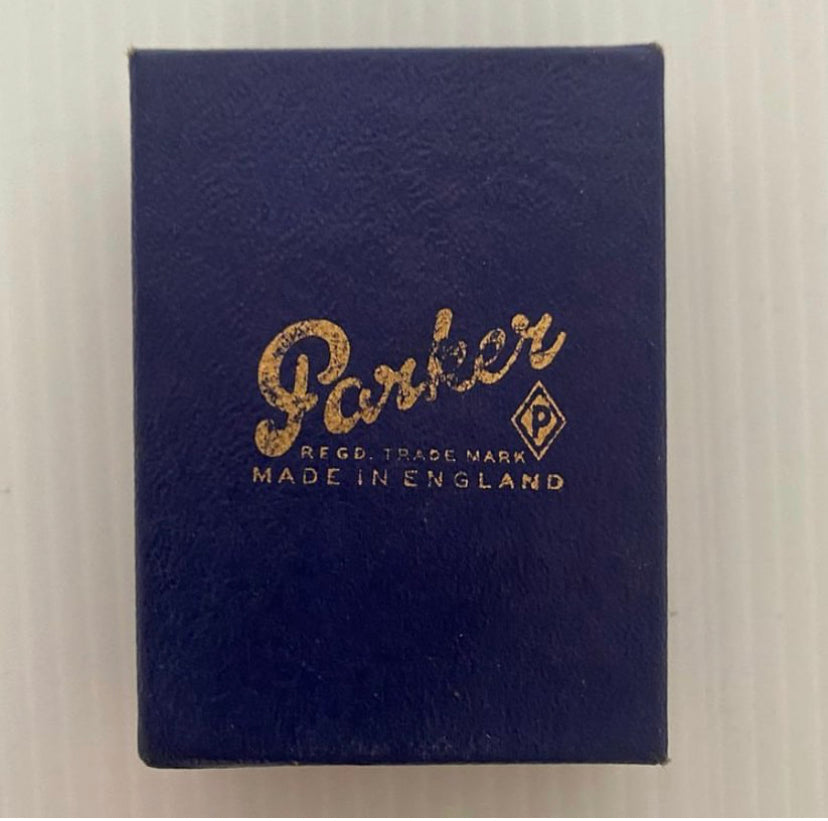 Parker
P
REGD. TRADE MARK
MADE IN ENGLAND